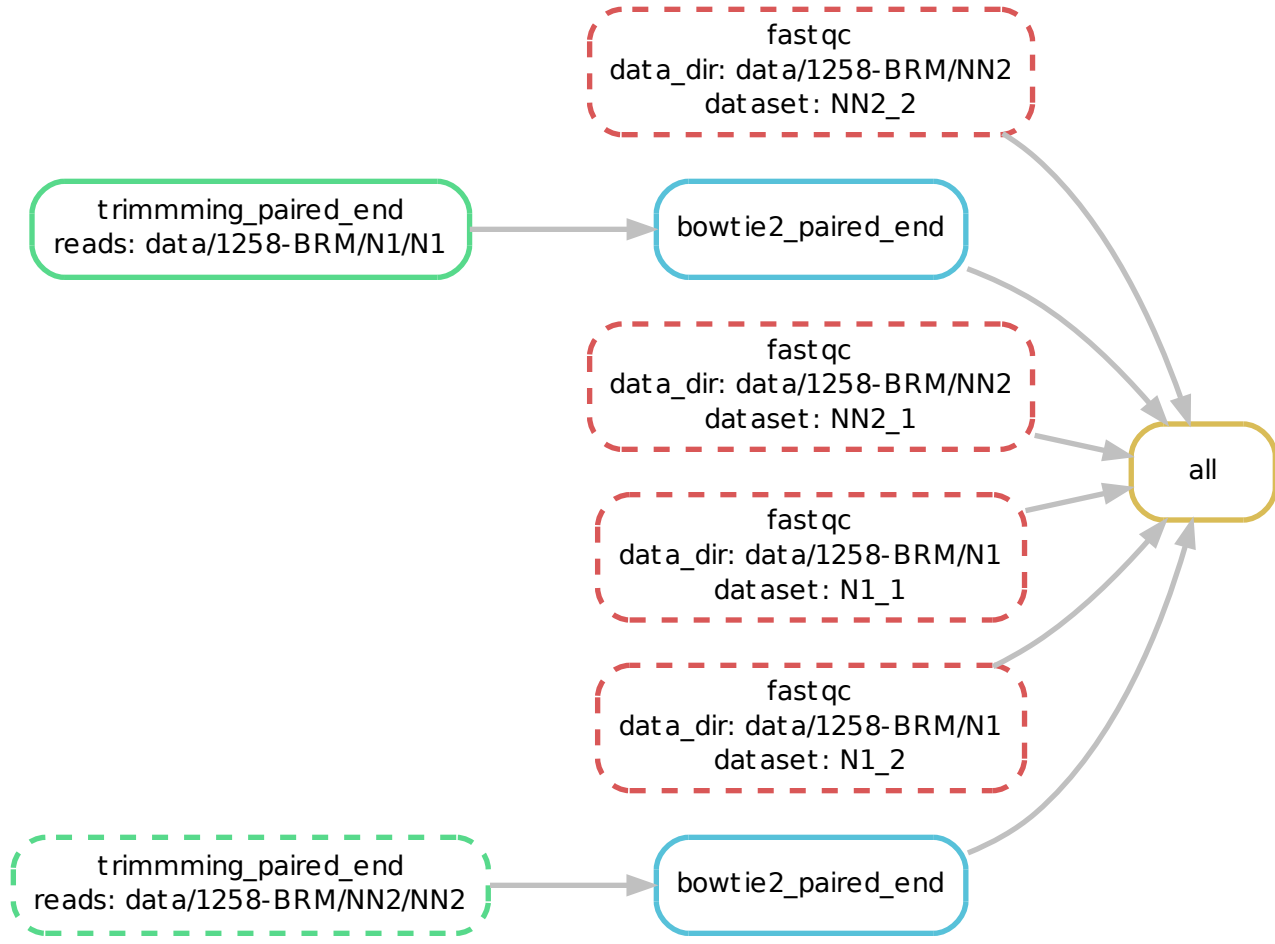 fastqc
data_dir: data/1258-BRM/NN2
dataset: NN2_2
trimmming_paired_end
reads: data/1258-BRM/N1/N1
bowtie2_paired_end
fastqc
data_dir: data/1258-BRM/NN2
dataset: NN2_1
all
fastqc
data_dir: data/1258-BRM/N1
dataset: N1_1
fastqc
data_dir: data/1258-BRM/N1
dataset: N1_2
trimmming_paired_end
reads: data/1258-BRM/NN2/NN2
bowtie2_paired_end